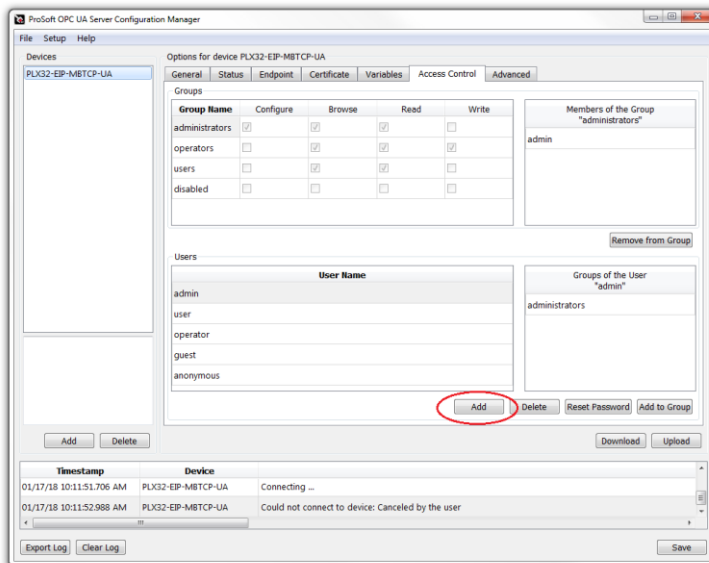 ProSoft OPC UA Server Configuration Manager
File Setup Help
Devices
PLX32-EIP-MBTCP-UA
Add Delete
Options for device PLX32-EIP-MBTCP-UA
General Status Endpoint Certificate Variables Access Control Advanced
Groups
Group Name Configure Browse Read Write
administrators
operators
users
disabled
Members of the Group
"administrators"
admin
Remove from Group
Users
User Name
admin
user
operator
guest
anonymous
Groups of the User
"admin"
administrators
Add Delete Reset Password Add to Group
Download Upload
Timestamp Device
01/17/18 10:11:51.706 AM PLX32-EIP-MBTCP-UA Connecting ...
01/17/18 10:11:52.988 AM PLX32-EIP-MBTCP-UA Could not connect to device: Canceled by the user
Export Log Clear Log Save